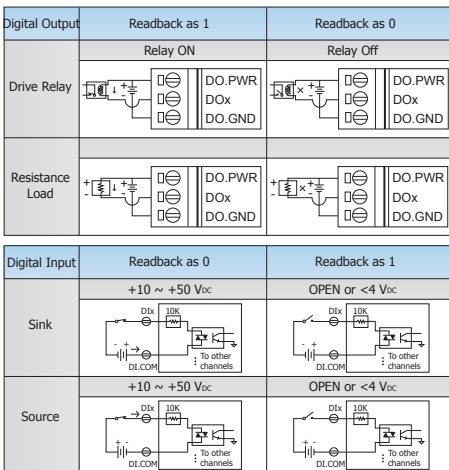 Digital Output Readback as 1 Readback as 0
Relay ON Relay Off
Drive Relay
DO.PWR DO.PWR
DOx DOx
DO.GND DO.GND
Resistance
Load
DO.PWR DO.PWR
DOx DOx
DO.GND DO.GND
Digital Input Readback as 0 Readback as 1
+10 ~ +50 VDC OPEN or <4 VDC
Sink
DIx 10K DIx 10K
To other To other
DI.COM channels DI.COM channels
+10 ~ +50 VDC OPEN or <4 VDC
Source
DIx 10K DIx 10K
To other To other
DI.COM channels DI.COM channels